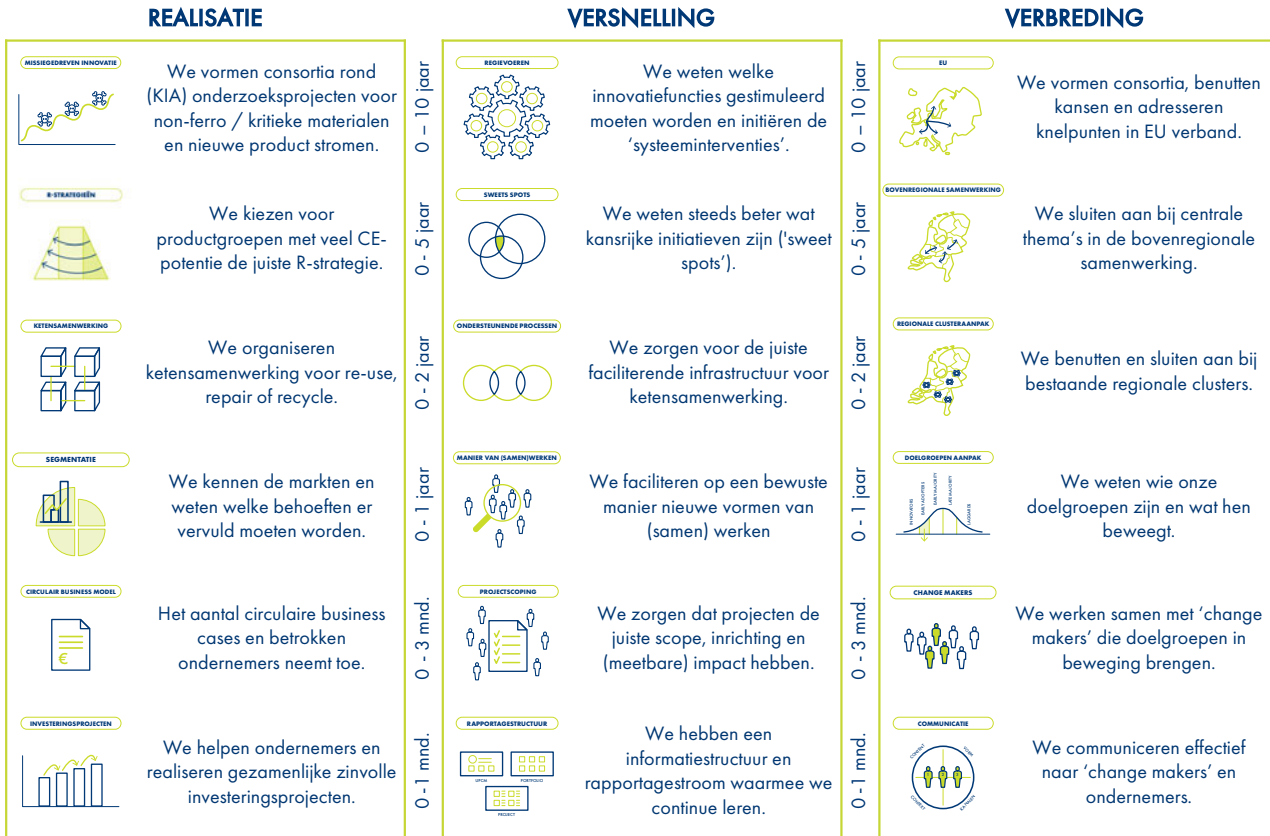 REALISATIE
VERSNELLING
VERBREDING
MISSIEGEDREVEN INNOVATIE
We vormen consortia rond
(KIA) onderzoeksprojecten voor
non-ferro / kritieke materialen
en nieuwe product stromen.
0 – 10 jaar
REGIEVOEREN
We weten welke
innovatiefuncties gestimuleerd
moeten worden en initiëren de
‘systeeminterventies’.
0 – 10 jaar
EU
We vormen consortia, benutten
kansen en adresseren
knelpunten in EU verband.
R-STRATEGIEËN
We kiezen voor
productgroepen met veel CE-
potentie de juiste R-strategie.
0 - 5 jaar
SWEETS SPOTS
We weten steeds beter wat
kansrijke initiatieven zijn ('sweet
spots’).
0 - 5 jaar
BOVENREGIONALE SAMENWERKING
We sluiten aan bij centrale
thema’s in de bovenregionale
samenwerking.
KETENSAMENWERKING
We organiseren
ketensamenwerking voor re-use,
repair of recycle.
0 - 2 jaar
ONDERSTEUNENDE PROCESSEN
We zorgen voor de juiste
faciliterende infrastructuur voor
ketensamenwerking.
0 - 2 jaar
REGIONALE CLUSTERAANPAK
We benutten en sluiten aan bij
bestaande regionale clusters.
SEGMENTATIE
We kennen de markten en
weten welke behoeften er
vervuld moeten worden.
0 - 1 jaar
MANIER VAN (SAMEN)WERKEN
We faciliteren op een bewuste
manier nieuwe vormen van
(samen) werken
0 - 1 jaar
DOELGROEPEN AANPAK
INNOVATORS
EARLY ADOPTERS
EARLY MAJORITY
LATE MAJORITY
LAGGARDS
We weten wie onze
doelgroepen zijn en wat hen
beweegt.
CIRCULAIR BUSINESS MODEL
€
Het aantal circulaire business
cases en betrokken
ondernemers neemt toe.
0 - 3 mnd.
PROJECTSCOPING
We zorgen dat projecten de
juiste scope, inrichting en
(meetbare) impact hebben.
0 - 3 mnd.
CHANGE MAKERS
We werken samen met ‘change
makers’ die doelgroepen in
beweging brengen.
INVESTERINGSPROJECTEN
We helpen ondernemers en
realiseren gezamenlijke zinvolle
investeringsprojecten.
0 -1 mnd.
RAPPORTAGESTRUCTUUR
PORTFOLIO
PROJECT
We hebben een
informatiestructuur en
rapportagestroom waarmee we
continue leren.
0 -1 mnd.
COMMUNICATIE
CONTENT
CONTEXT
KANALEN
We communiceren effectief
naar ‘change makers’ en
ondernemers.